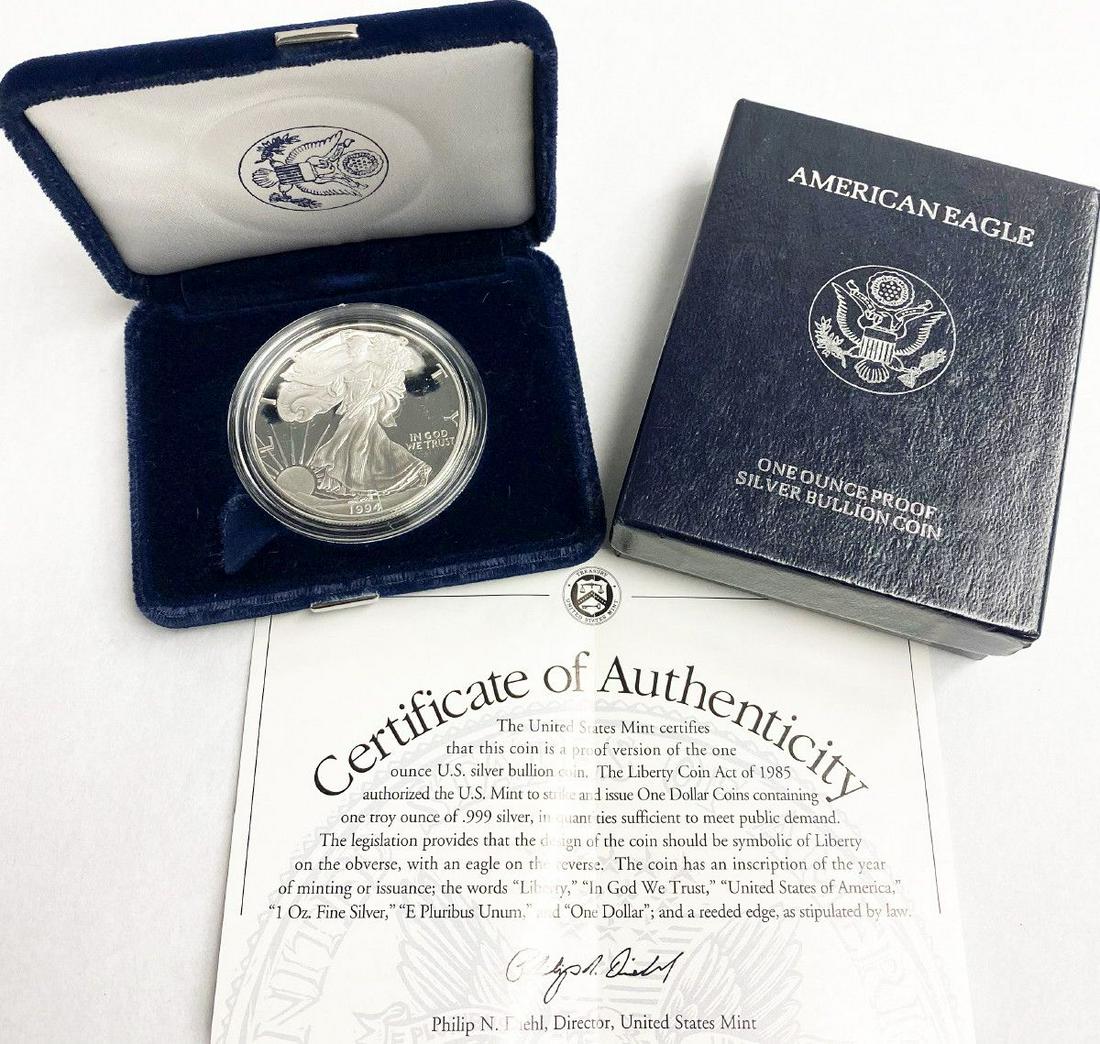 AMERICAN EAGLE
ONE OUNCE PROOF
SILVER BULLION COIN
IN GOD
WE TRUST
1994
TREASURY
UNITED STATES MINT
Certificate of Authenticity
The United States Mint certifies
that this coin is a proof version of the one
ounce U.S. silver bullion coin. The Liberty Coin Act of 1985
authorized the U.S. Mint to strike and issue One Dollar Coins containing
one troy ounce of .999 silver, in quantities sufficient to meet public demand.
The legislation provides that the design of the coin should be symbolic of Liberty
on the obverse, with an eagle on the reverse. The coin has an inscription of the year
of minting or issuance; the words “Liberty,” “In God We Trust,” “United States of America,”
“1 Oz. Fine Silver,” “E Pluribus Unum,” and “One Dollar”; and a reeded edge, as stipulated by law.
Philip N. Diehl
Philip N. Diehl, Director, United States Mint